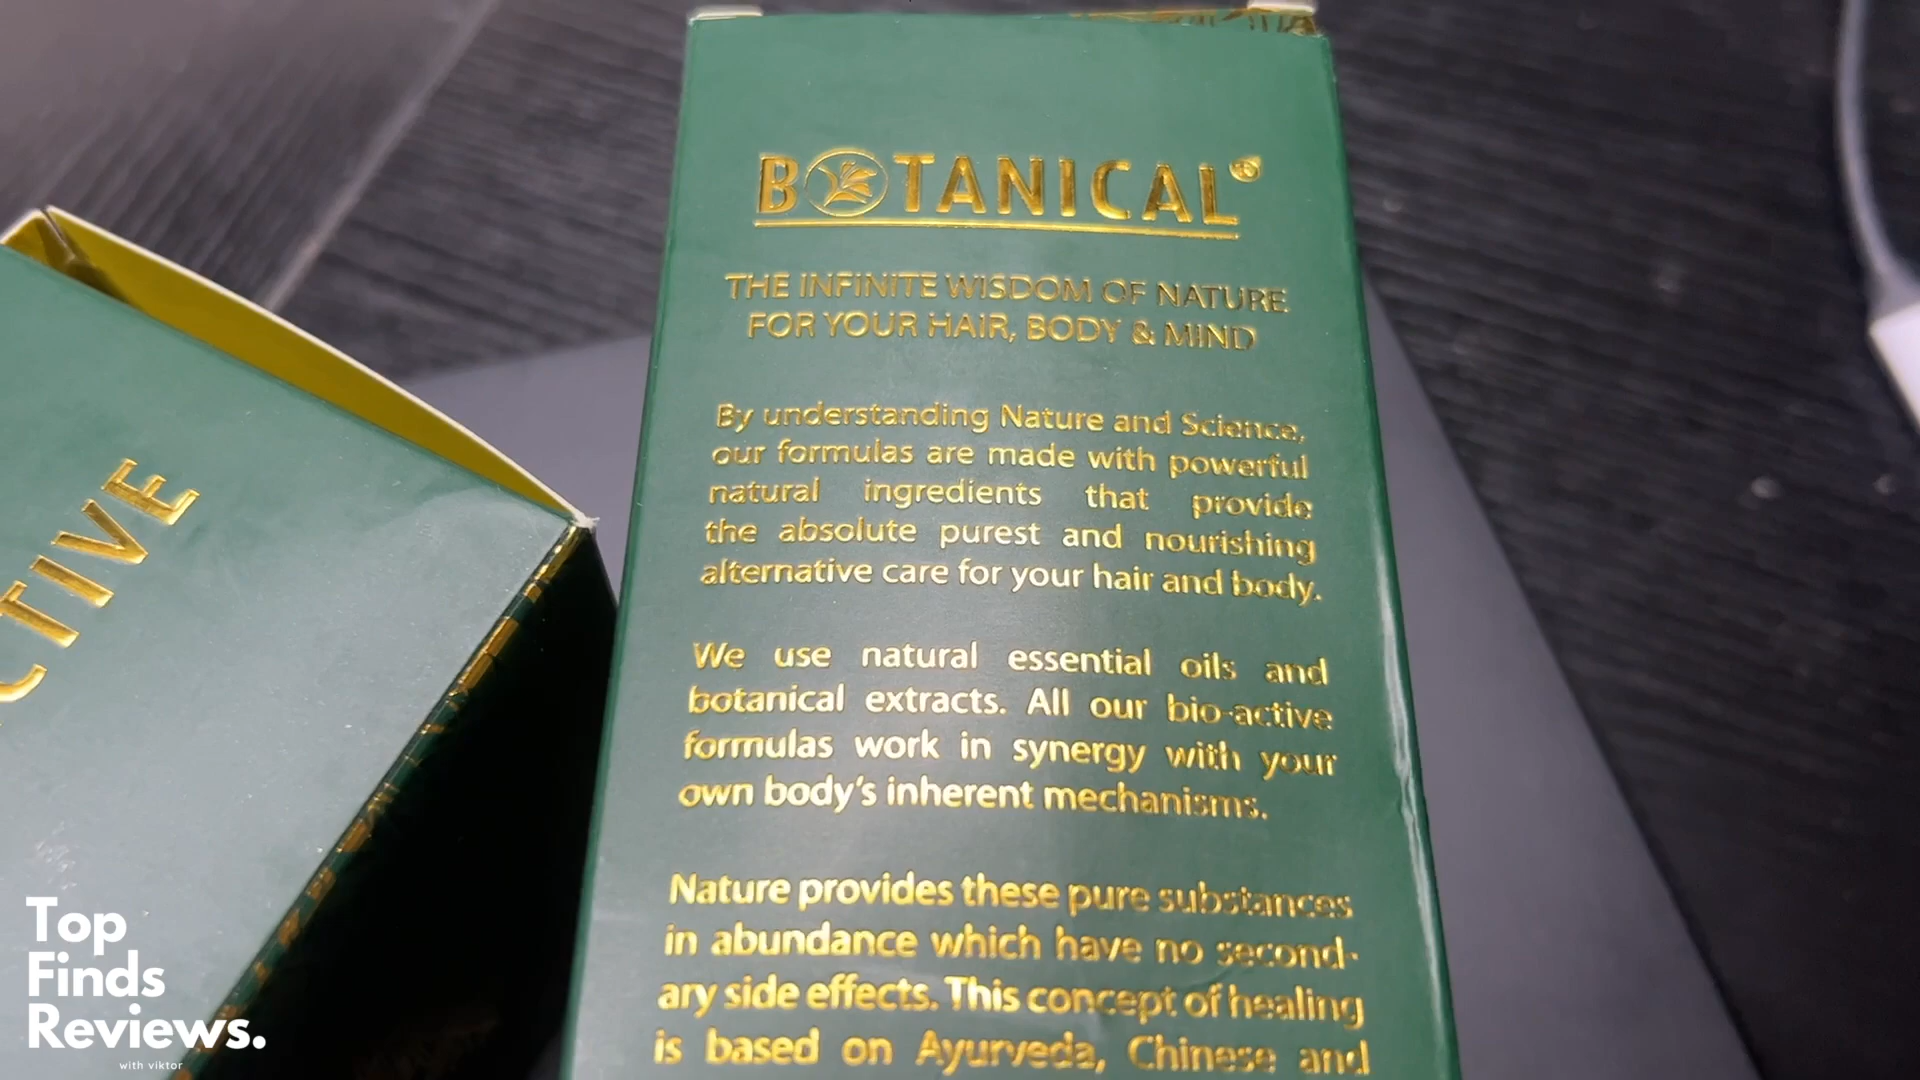 BOTANICAL®
THE INFINITE WISDOM OF NATURE
FOR YOUR HAIR, BODY & MIND
By understanding Nature and Science,
our formulas are made with powerful
natural ingredients that provide
the absolute purest and nourishing
alternative care for your hair and body.
We use natural essential oils and
botanical extracts. All our bio-active
formulas work in synergy with your
own body's inherent mechanisms.
Nature provides these pure substances
in abundance which have no second-
ary side effects. This concept of healing
is based on Ayurveda, Chinese and
CTIVE
Top
Finds
Reviews.
with viktor